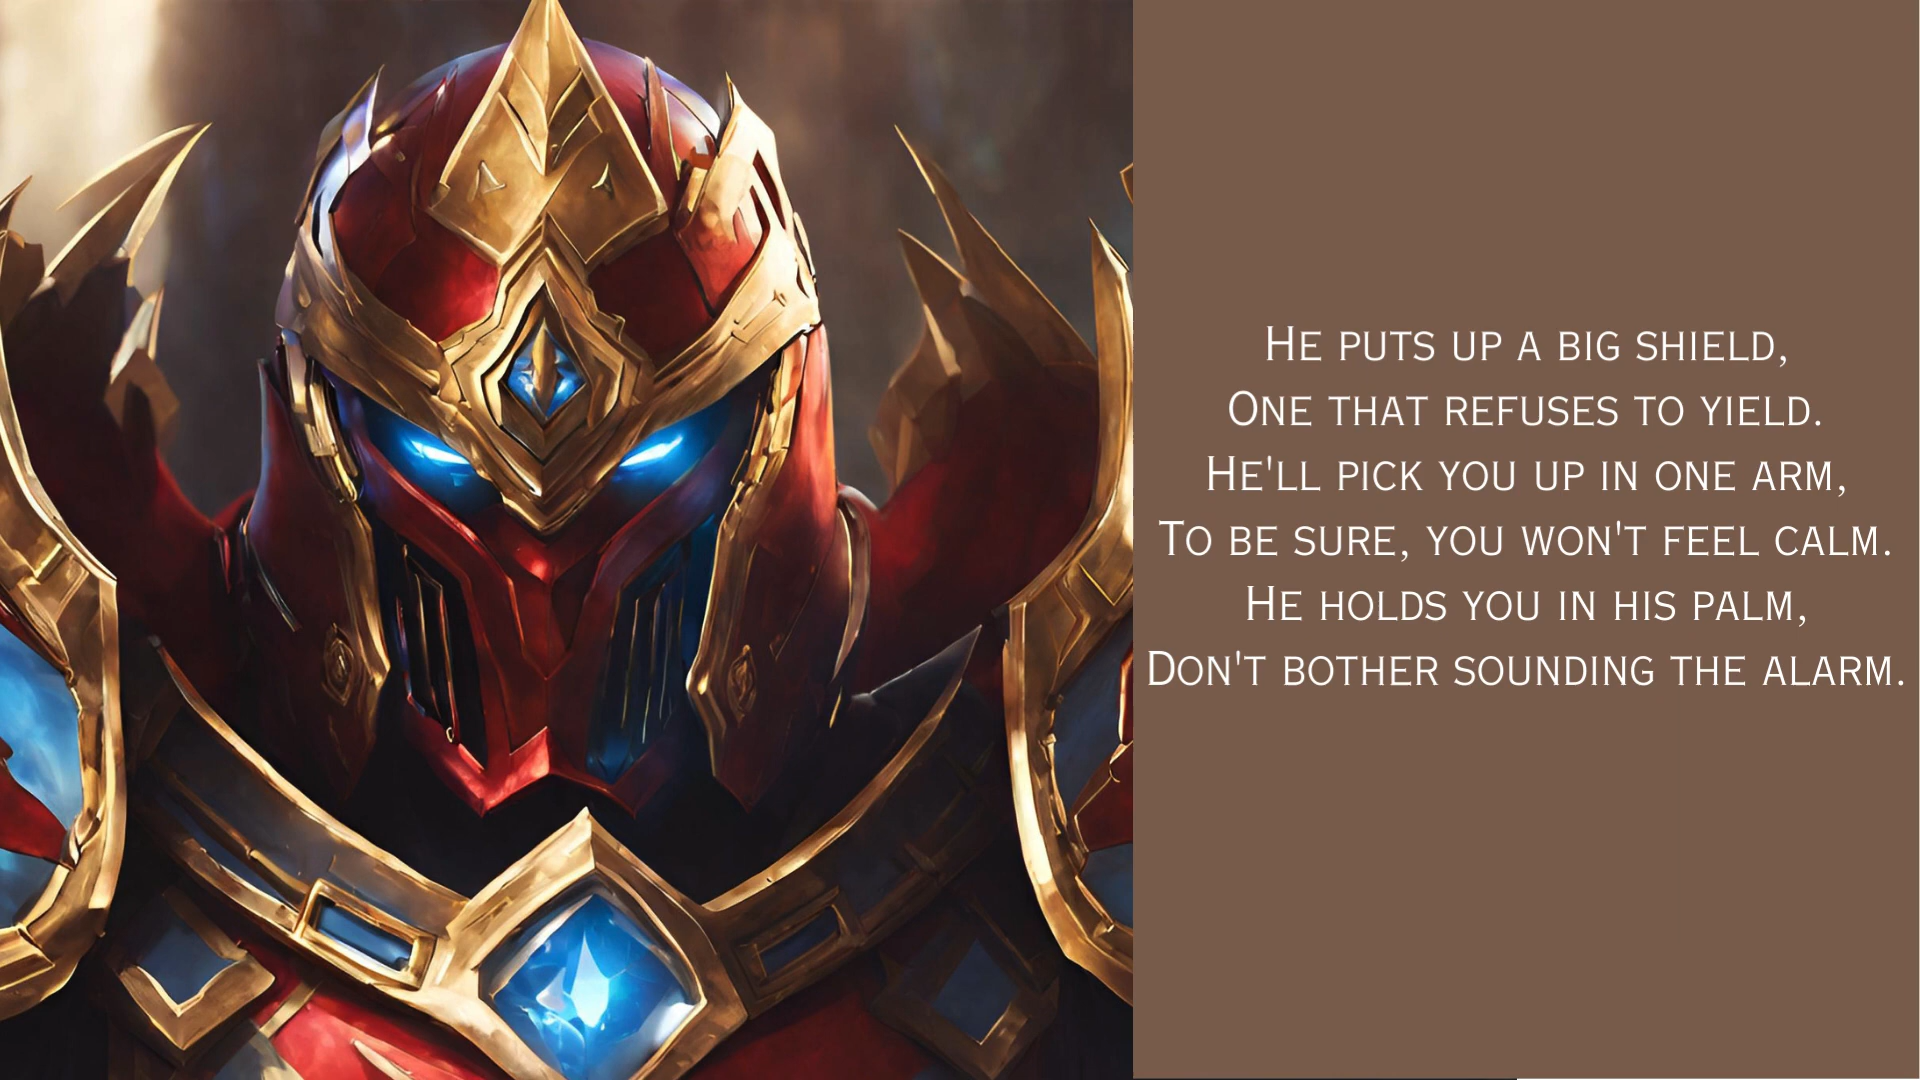 He puts up a big shield,
One that refuses to yield.
He'll pick you up in one arm,
To be sure, you won't feel calm.
He holds you in his palm,
Don't bother sounding the alarm.